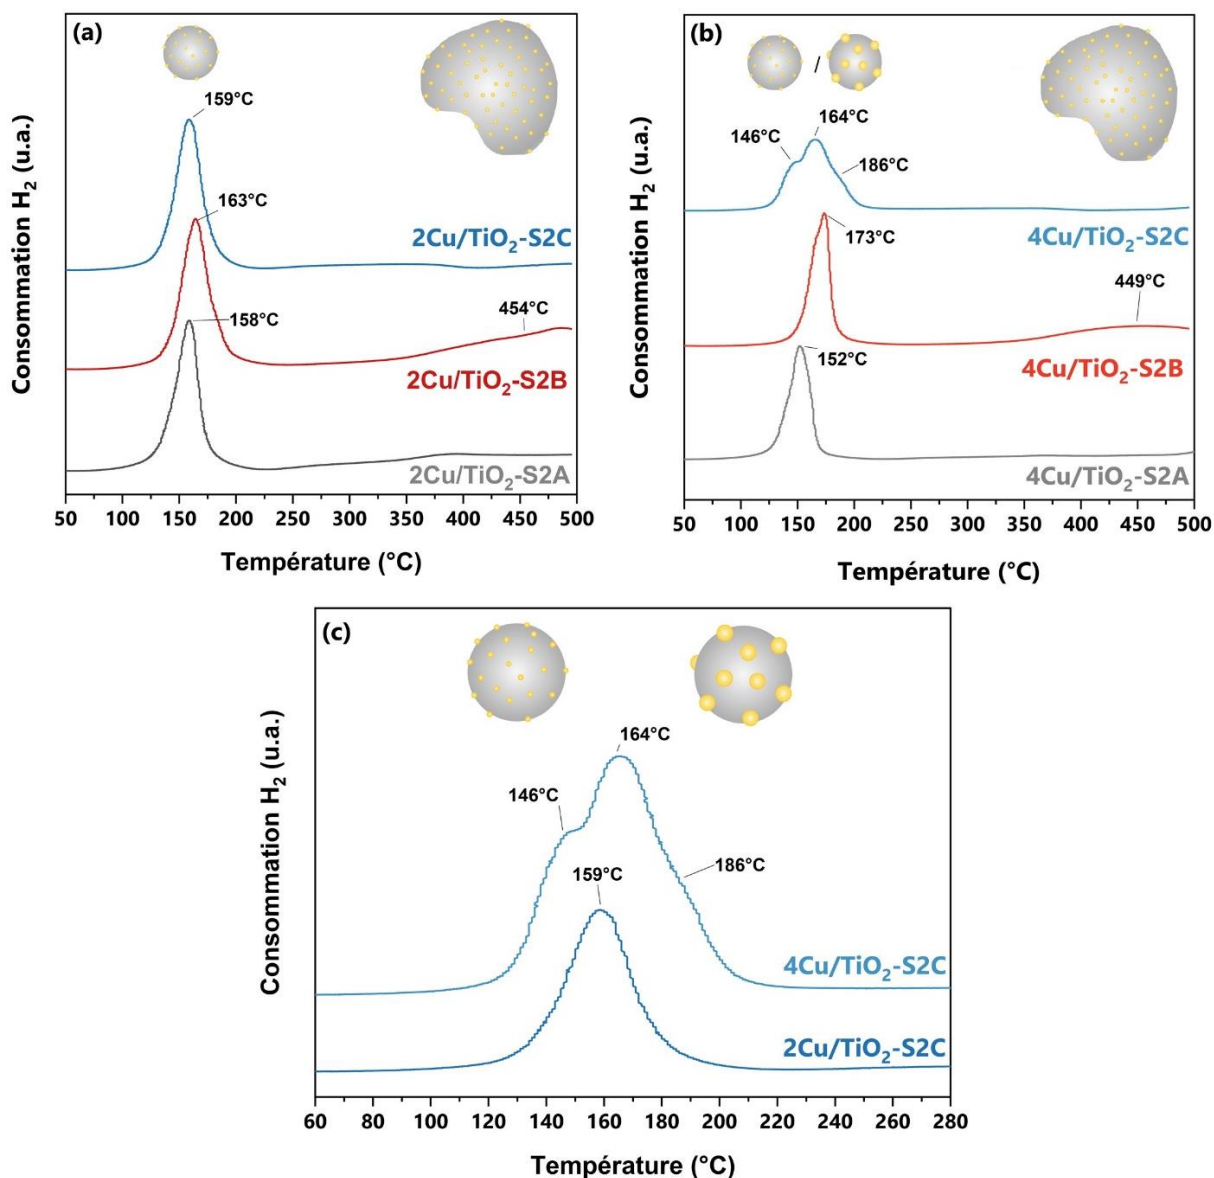 (a)
159°C
163°C
2Cu/TiO₂-S2C
454°C
158°C
2Cu/TiO₂-S2B
2Cu/TiO₂-S2A
Consommation H₂ (u.a.)
50 100 150 200 250 300 350 400 450 500
Température (°C)
(b)
/
164°C
146°C
186°C
4Cu/TiO₂-S2C
173°C
449°C
152°C
4Cu/TiO₂-S2B
4Cu/TiO₂-S2A
Consommation H₂ (u.a.)
50 100 150 200 250 300 350 400 450 500
Température (°C)
(c)
164°C
146°C
186°C
159°C
4Cu/TiO₂-S2C
2Cu/TiO₂-S2C
Consommation H₂ (u.a.)
60 80 100 120 140 160 180 200 220 240 260 280
Température (°C)